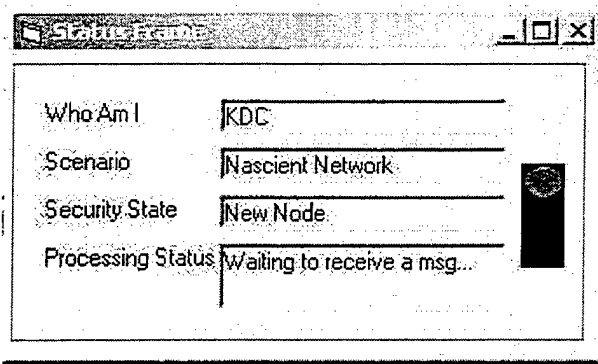 Status Frame
Who Am I KDC
Scenario Nascient Network
Security State New Node
Processing Status Waiting to receive a msg...